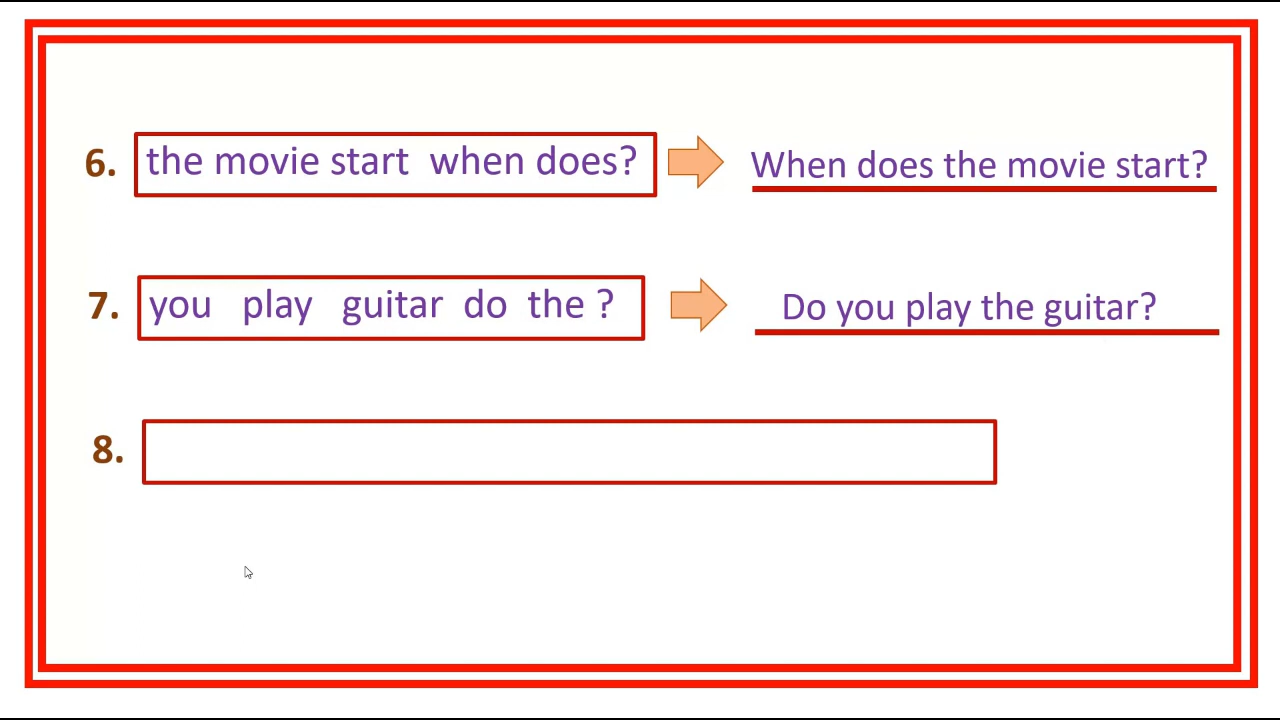 6. the movie start when does? When does the movie start?
7. you play guitar do the ? Do you play the guitar?
8.